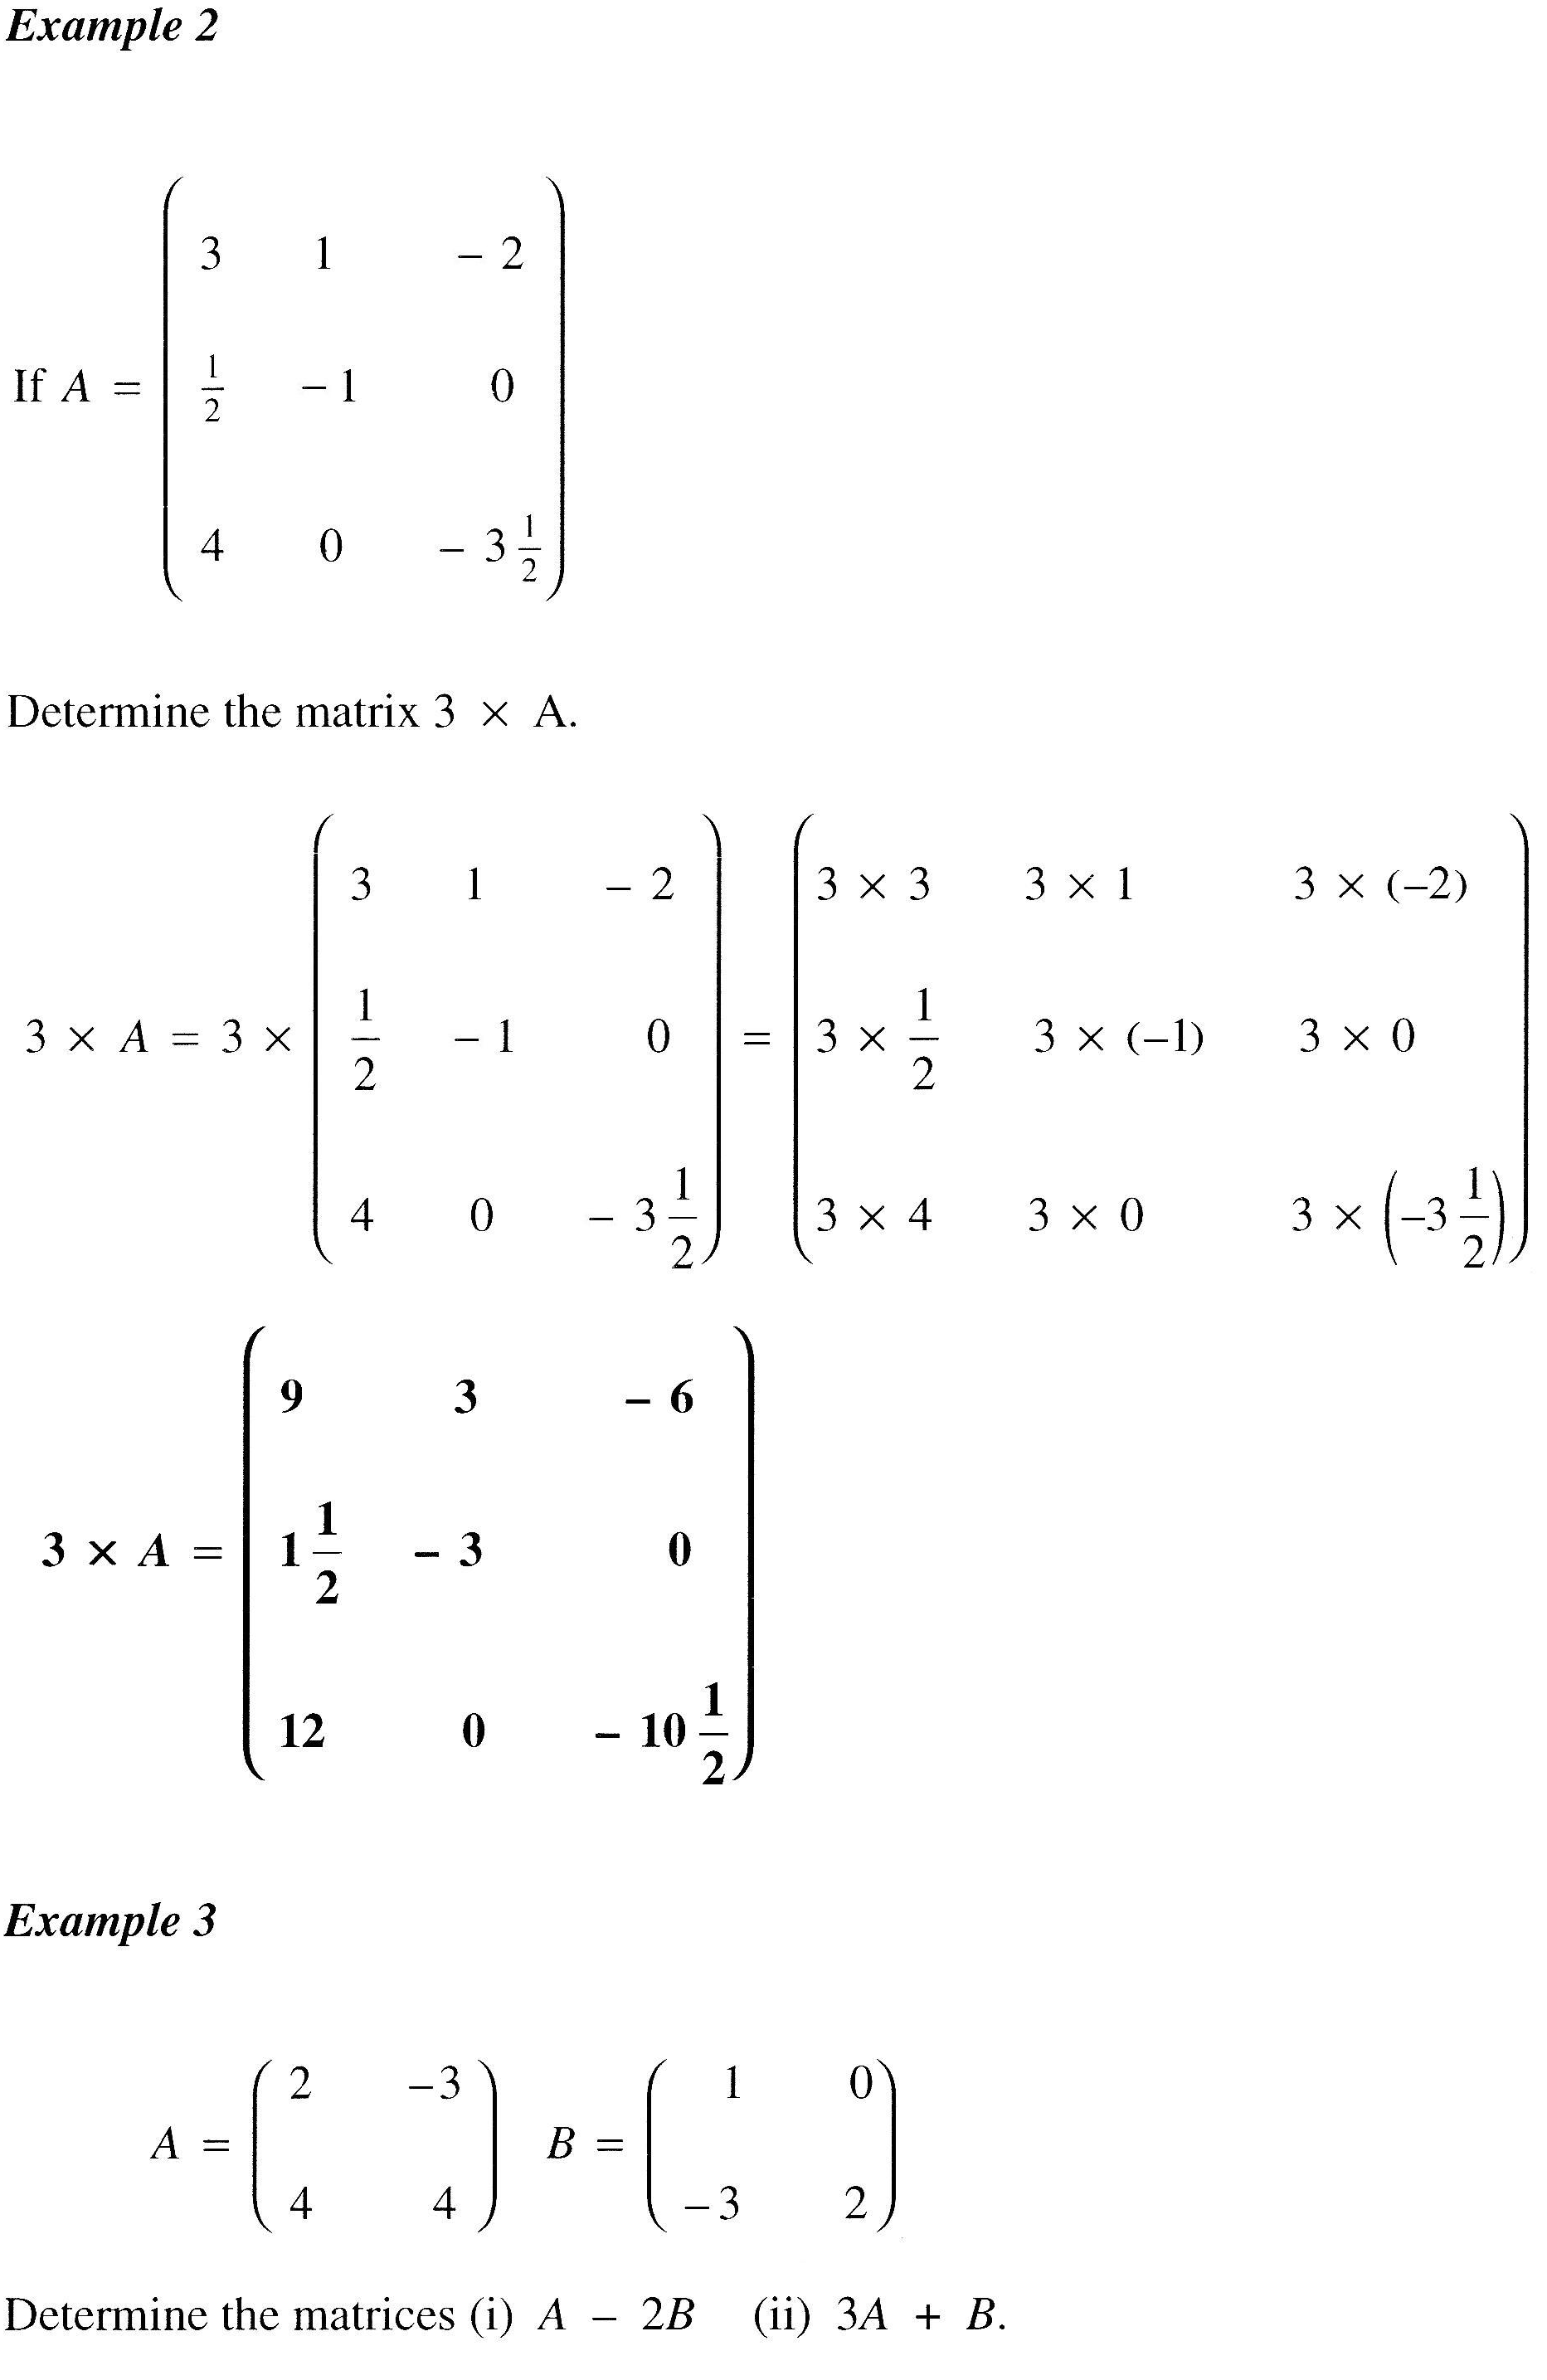 Example 2
3 1 – 2
If A = 1/2 – 1 0
4 0 – 3 1/2
Determine the matrix 3 × A.
3 1 – 2 3 × 3 3 × 1 3 × (–2)
3 × A = 3 × 1/2 – 1 0 = 3 × 1/2 3 × (–1) 3 × 0
4 0 – 3 1/2 3 × 4 3 × 0 3 × (–3 1/2)
9 3 – 6
3 × A = 1 1/2 – 3 0
12 0 – 10 1/2
Example 3
2 –3 1 0
A = B =
4 4 –3 2
Determine the matrices (i) A – 2B (ii) 3A + B.